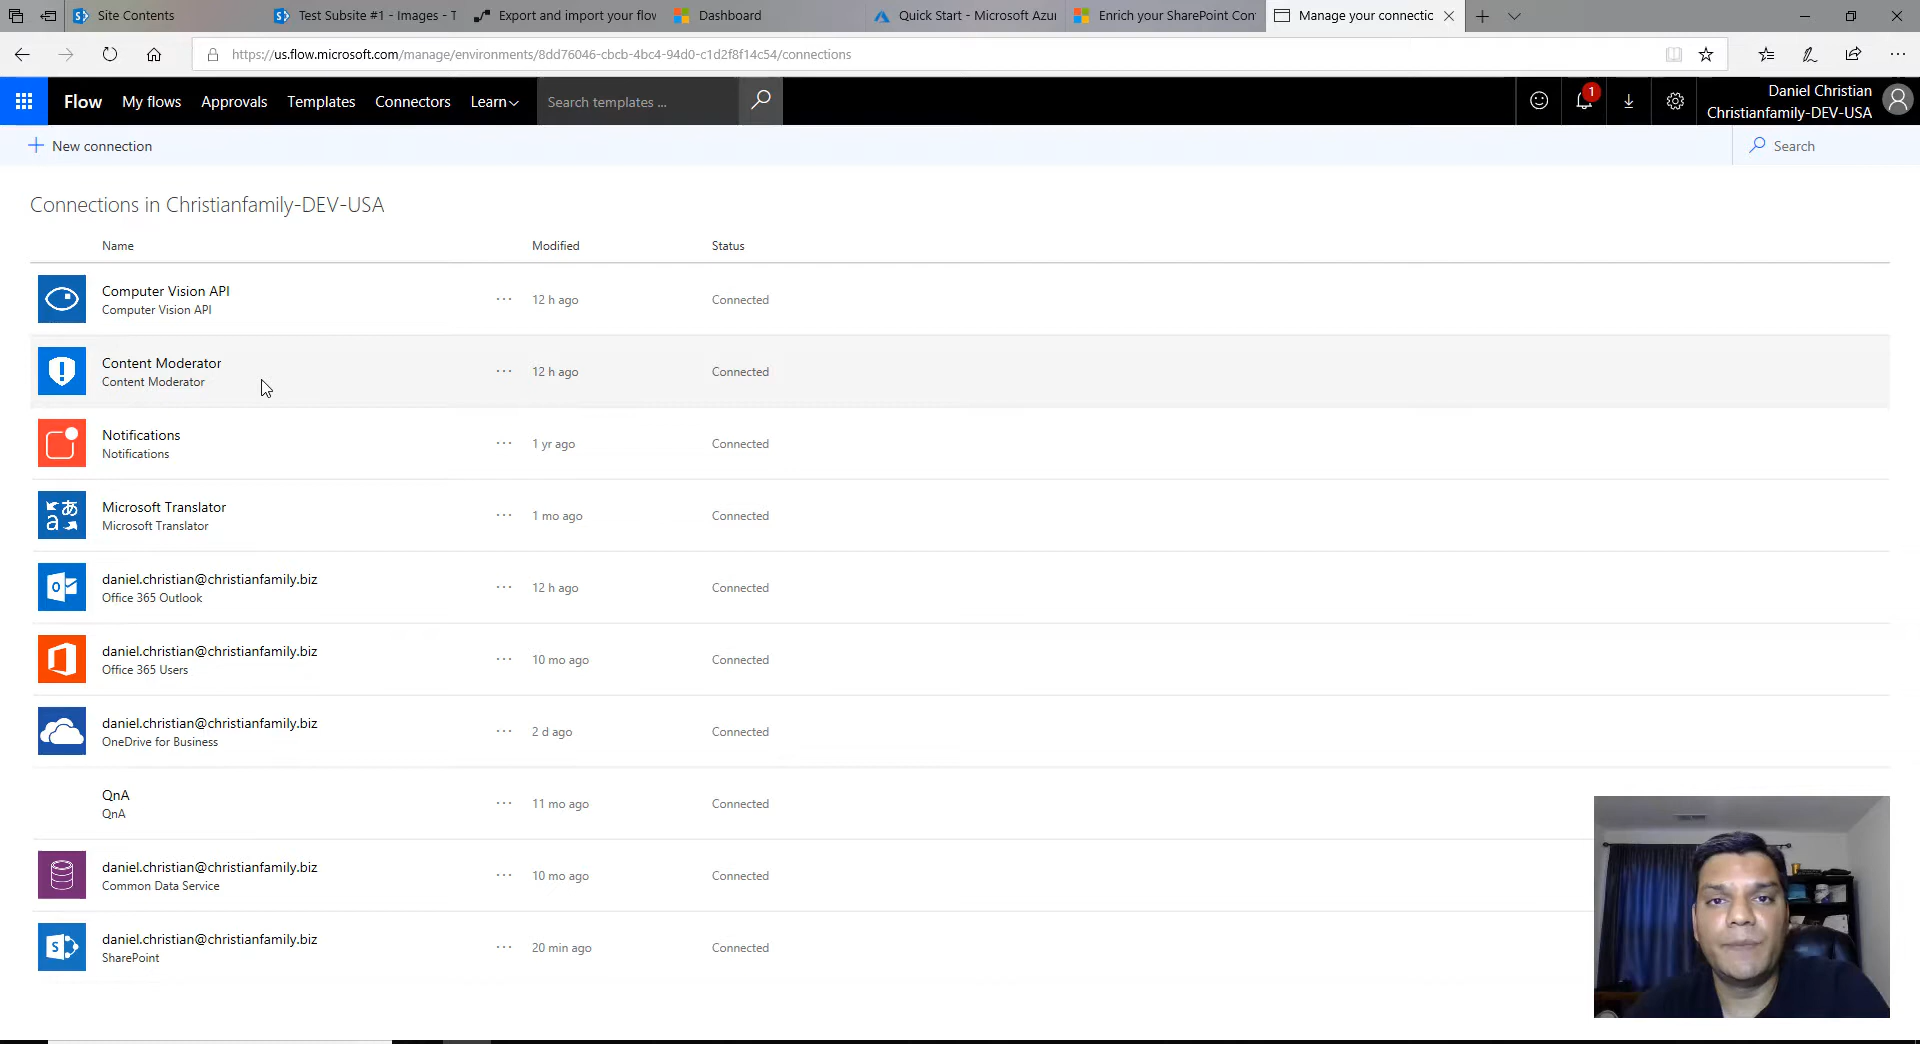 Site Contents
Test Subsite #1 - Images - T
Export and import your flow
Dashboard
Quick Start - Microsoft Azu
Enrich your SharePoint Con
Manage your connectic
https://us.flow.microsoft.com/manage/environments/8dd76046-cbcb-4bc4-94d0-c1d2f8f14c54/connections
Flow
My flows
Approvals
Templates
Connectors
Learn
Search templates ...
1
Daniel Christian
Christianfamily-DEV-USA
New connection
Search
Connections in Christianfamily-DEV-USA
Name
Modified
Status
Computer Vision API
Computer Vision API
12 h ago
Connected
Content Moderator
Content Moderator
12 h ago
Connected
Notifications
Notifications
1 yr ago
Connected
Microsoft Translator
Microsoft Translator
1 mo ago
Connected
daniel.christian@christianfamily.biz
Office 365 Outlook
12 h ago
Connected
daniel.christian@christianfamily.biz
Office 365 Users
10 mo ago
Connected
daniel.christian@christianfamily.biz
OneDrive for Business
2 d ago
Connected
QnA
QnA
11 mo ago
Connected
daniel.christian@christianfamily.biz
Common Data Service
10 mo ago
Connected
daniel.christian@christianfamily.biz
SharePoint
20 min ago
Connected